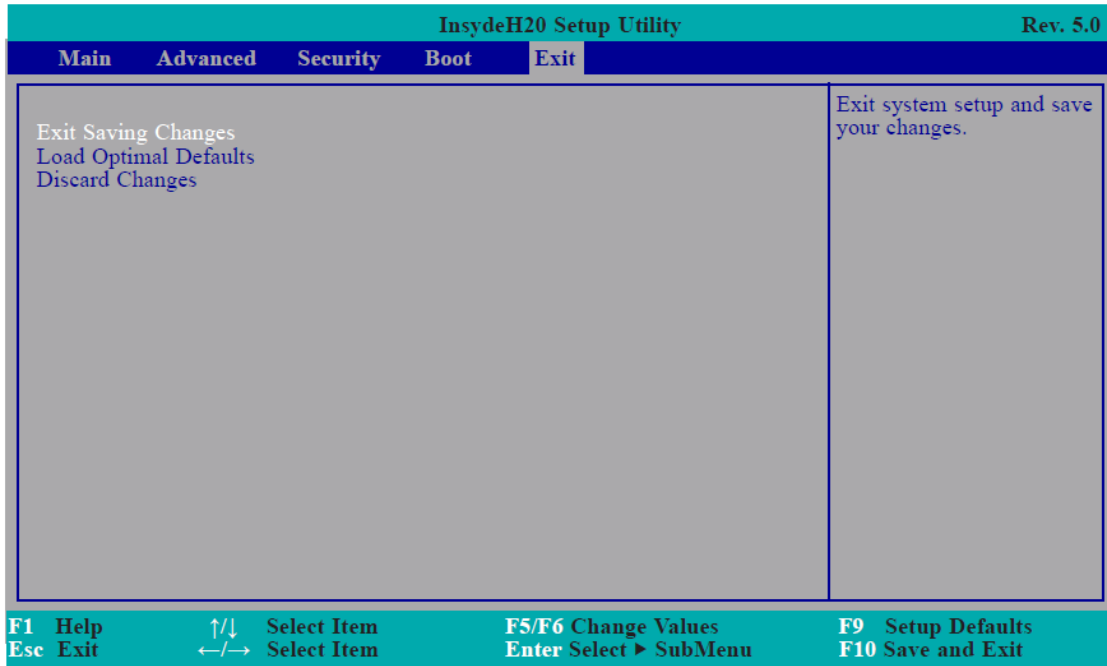 InsydeH20 Setup Utility Rev. 5.0
Main Advanced Security Boot Exit
Exit Saving Changes
Load Optimal Defaults
Discard Changes
Exit system setup and save
your changes.
F1 Help ↑/↓ Select Item F5/F6 Change Values F9 Setup Defaults
Esc Exit ←/→ Select Item Enter Select ▶ SubMenu F10 Save and Exit